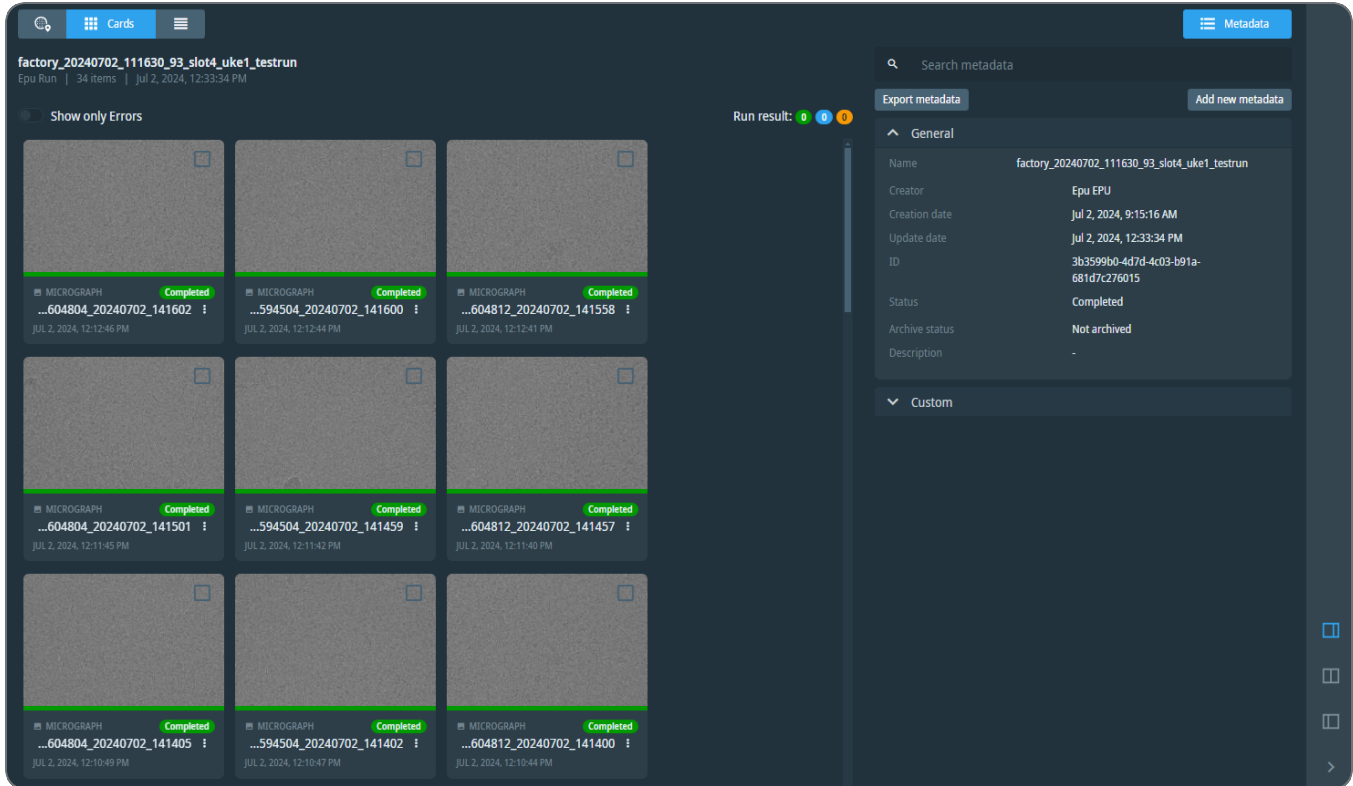 Cards
Metadata
factory_20240702_111630_93_slot4_uke1_testrun
Epu Run | 34 items | Jul 2, 2024, 12:33:34 PM
Show only Errors
Run result: 0 0 0
MICROGRAPH Completed
...604804_20240702_141602
JUL 2, 2024, 12:12:46 PM
MICROGRAPH Completed
...594504_20240702_141600
JUL 2, 2024, 12:12:44 PM
MICROGRAPH Completed
...604812_20240702_141558
JUL 2, 2024, 12:12:41 PM
MICROGRAPH Completed
...604804_20240702_141501
JUL 2, 2024, 12:11:45 PM
MICROGRAPH Completed
...594504_20240702_141459
JUL 2, 2024, 12:11:42 PM
MICROGRAPH Completed
...604812_20240702_141457
JUL 2, 2024, 12:11:40 PM
MICROGRAPH Completed
...604804_20240702_141405
JUL 2, 2024, 12:10:49 PM
MICROGRAPH Completed
...594504_20240702_141402
JUL 2, 2024, 12:10:47 PM
MICROGRAPH Completed
...604812_20240702_141400
JUL 2, 2024, 12:10:44 PM
Search metadata
Export metadata
Add new metadata
General
Name factory_20240702_111630_93_slot4_uke1_testrun
Creator Epu EPU
Creation date Jul 2, 2024, 9:15:16 AM
Update date Jul 2, 2024, 12:33:34 PM
ID 3b3599b0-4d7d-4c03-b91a-
681d7c276015
Status Completed
Archive status Not archived
Description -
Custom